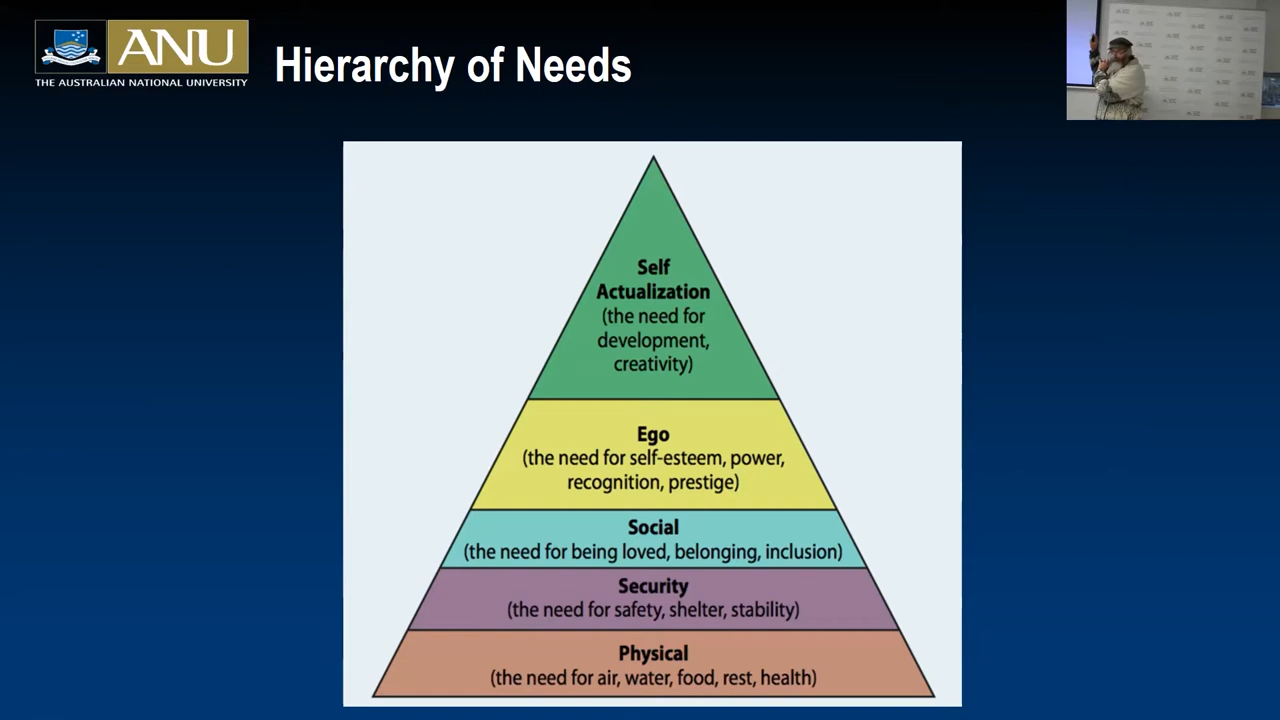 ANU
THE AUSTRALIAN NATIONAL UNIVERSITY
Hierarchy of Needs
Self
Actualization
(the need for
development,
creativity)
Ego
(the need for self-esteem, power,
recognition, prestige)
Social
(the need for being loved, belonging, inclusion)
Security
(the need for safety, shelter, stability)
Physical
(the need for air, water, food, rest, health)